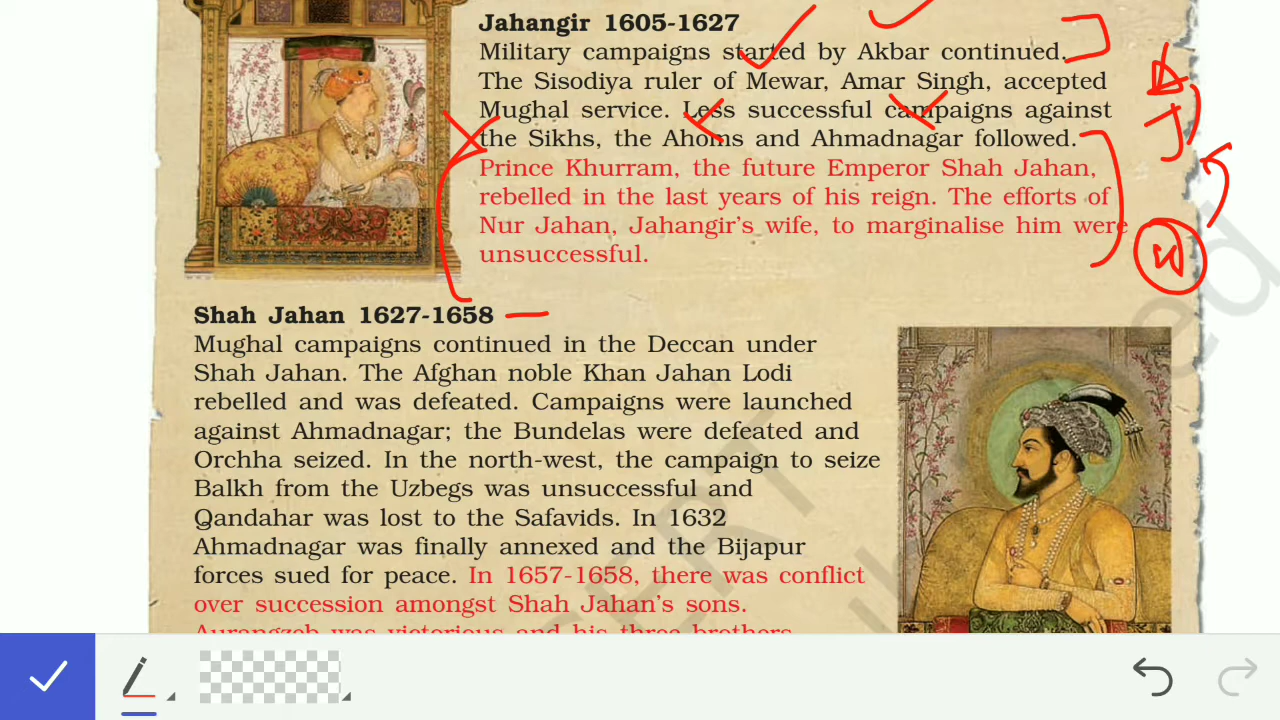 Jahangir 1605-1627
Military campaigns started by Akbar continued.
The Sisodiya ruler of Mewar, Amar Singh, accepted
Mughal service. Less successful campaigns against
the Sikhs, the Ahoms and Ahmadnagar followed.
Prince Khurram, the future Emperor Shah Jahan,
rebelled in the last years of his reign. The efforts of
Nur Jahan, Jahangir's wife, to marginalise him were
unsuccessful.
Shah Jahan 1627-1658
Mughal campaigns continued in the Deccan under
Shah Jahan. The Afghan noble Khan Jahan Lodi
rebelled and was defeated. Campaigns were launched
against Ahmadnagar; the Bundelas were defeated and
Orchha seized. In the north-west, the campaign to seize
Balkh from the Uzbegs was unsuccessful and
Qandahar was lost to the Safavids. In 1632
Ahmadnagar was finally annexed and the Bijapur
forces sued for peace. In 1657-1658, there was conflict
over succession amongst Shah Jahan's sons.
Aurangzeb was victorious and his three brothers,